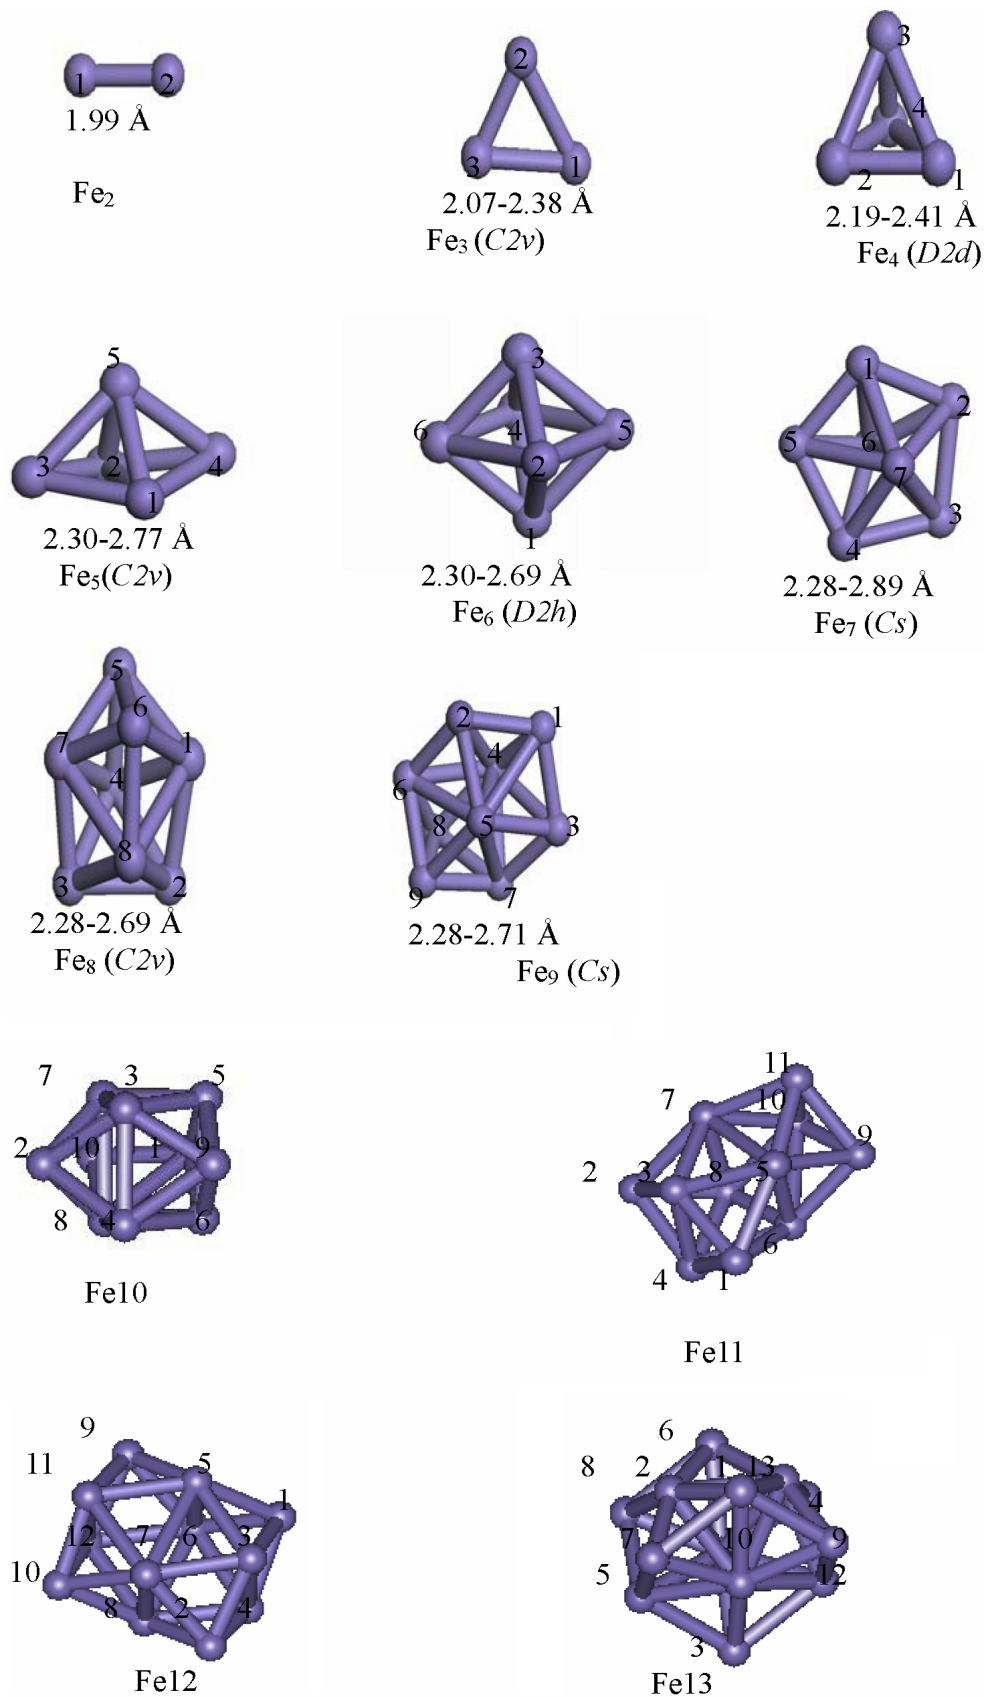 1 2
1.99 Å
Fe₂
2
3 1
2.07-2.38 Å
Fe₃ (C2v)
3
4
2 1
2.19-2.41 Å
Fe₄ (D2d)
5
3 2 4
1
2.30-2.77 Å
Fe₅(C2v)
3
6 4 5
2
1
2.30-2.69 Å
Fe₆ (D2h)
1
2
5 6
7
3
4
2.28-2.89 Å
Fe₇ (Cs)
5
6
7 1
4
8
3 2
2.28-2.69 Å
Fe₈ (C2v)
2 1
4
6
8 5 3
9 7
2.28-2.71 Å
Fe₉ (Cs)
7 3 5
2 10 1 9
8 4 6
Fe10
11
7 10
9
2 3 8 5
6
4 1
Fe11
9
11 5
1
12 7 6 3
10
8 2 4
Fe12
6
8 2 1 13
4
7 10 9
5 12
3
Fe13